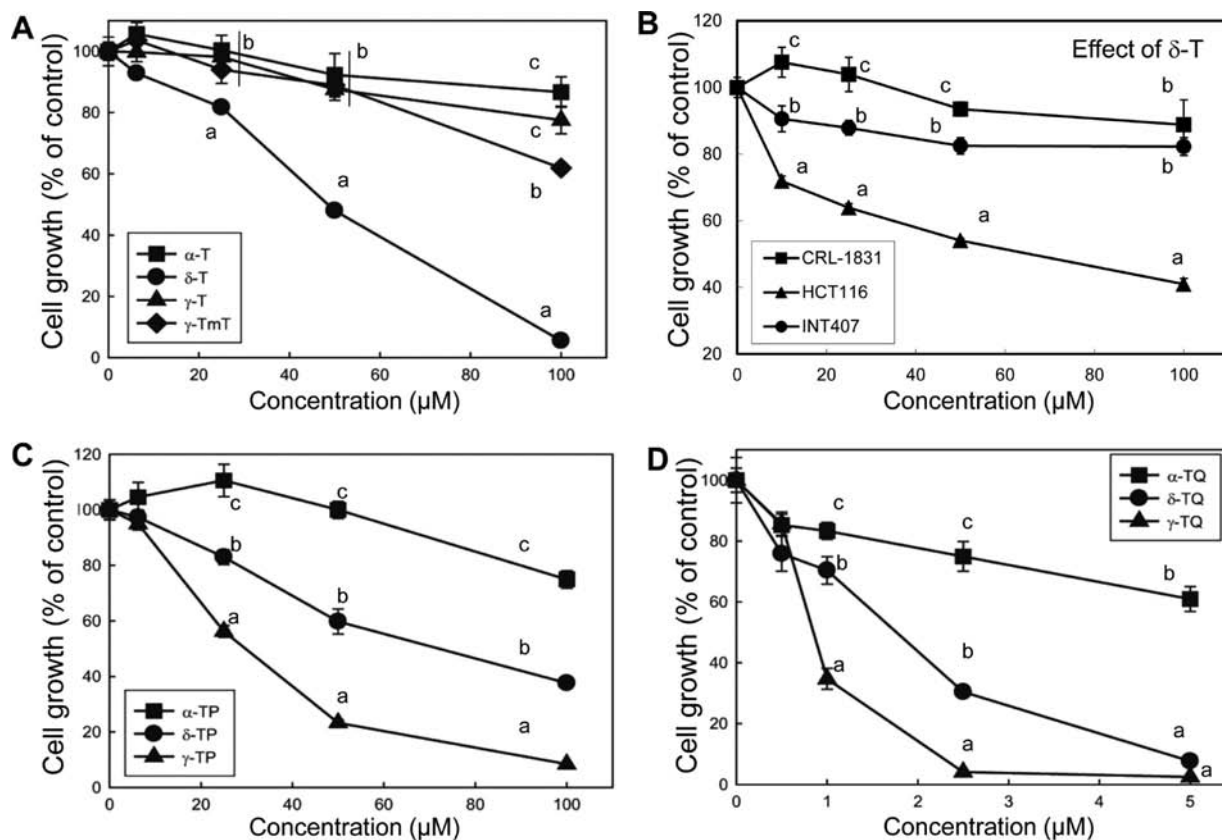 A
Cell growth (% of control)
120
100
80
60
40
20
0
b
b
c
c
b
a
a
a
α-T
δ-T
γ-T
γ-TmT
0
20
40
60
80
100
Concentration (µM)
B
Effect of δ-T
Cell growth (% of control)
120
100
80
60
40
20
c
c
c
b
b
b
b
b
a
a
a
a
CRL-1831
HCT116
INT407
0
20
40
60
80
100
Concentration (µM)
C
Cell growth (% of control)
120
100
80
60
40
20
0
c
c
c
b
b
b
a
a
a
α-TP
δ-TP
γ-TP
0
20
40
60
80
100
Concentration (µM)
D
Cell growth (% of control)
100
80
60
40
20
0
α-TQ
δ-TQ
γ-TQ
c
c
b
b
b
a
a
a
a
0
1
2
3
4
5
Concentration (µM)